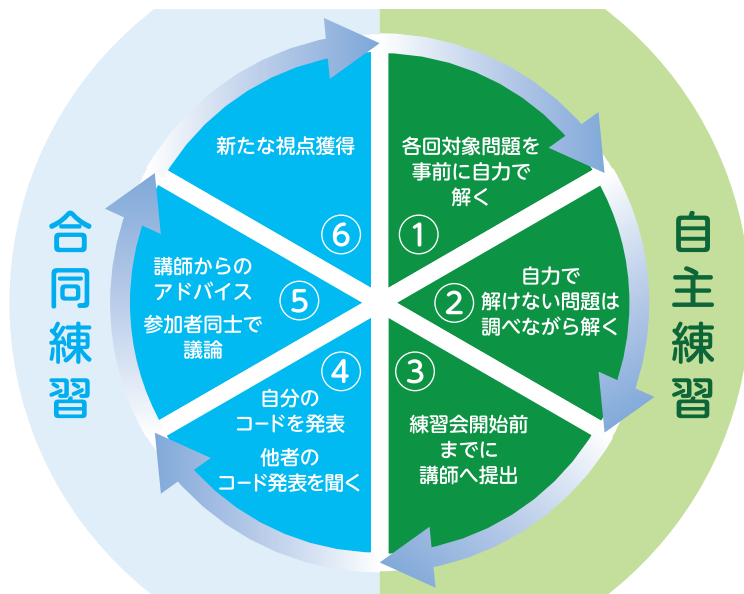 自主練習
各回対象問題を
事前に自力で
解く
1
自力で
解けない問題は
調べながら解く
2
3
練習会開始前
までに
講師へ提出
合同練習
4
自分の
コードを発表
他者の
コード発表を聞く
5
講師からの
アドバイス
参加者同士で
議論
新たな視点獲得
6